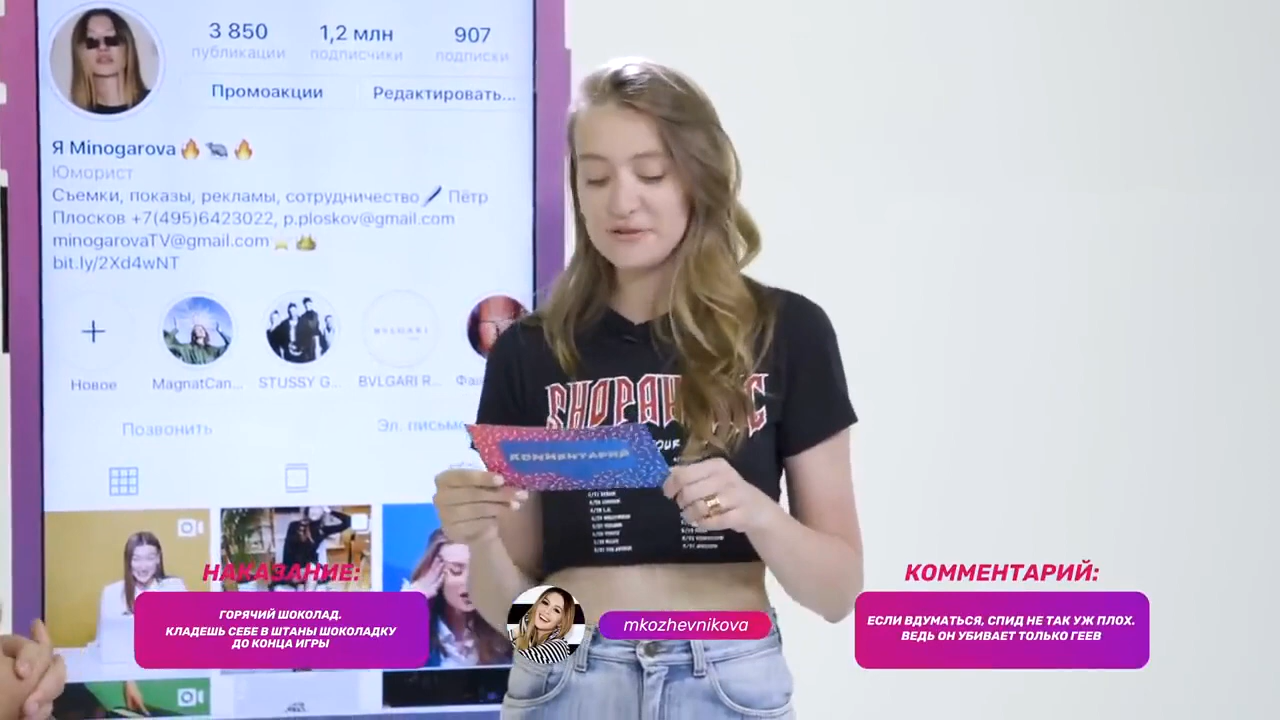 3 850
1,2 млн
907
публикации
подписчики
подписки
Промоакции
Редактировать...
Я Minogarova 🔥 🐃 🔥
Юморист
Съемки, показы, рекламы, сотрудничество🖊 Пётр
Плосков +7(495)6423022, p.ploskov@gmail.com
minogarovaTV@gmail.com
bit.ly/2Xd4wNT
BVLGARI
Новое
MagnatCan...
STUSSY G...
BVLGARI R...
Позвонить
Эл. письмо
КОММЕНТАРИЙ
НАКАЗАНИЕ:
ГОРЯЧИЙ ШОКОЛАД.
КЛАДЕШЬ СЕБЕ В ШТАНЫ ШОКОЛАДКУ
ДО КОНЦА ИГРЫ
mkozhevnikova
КОММЕНТАРИЙ:
ЕСЛИ ВДУМАТЬСЯ, СПИД НЕ ТАК УЖ ПЛОХ.
ВЕДЬ ОН УБИВАЕТ ТОЛЬКО ГЕЕВ